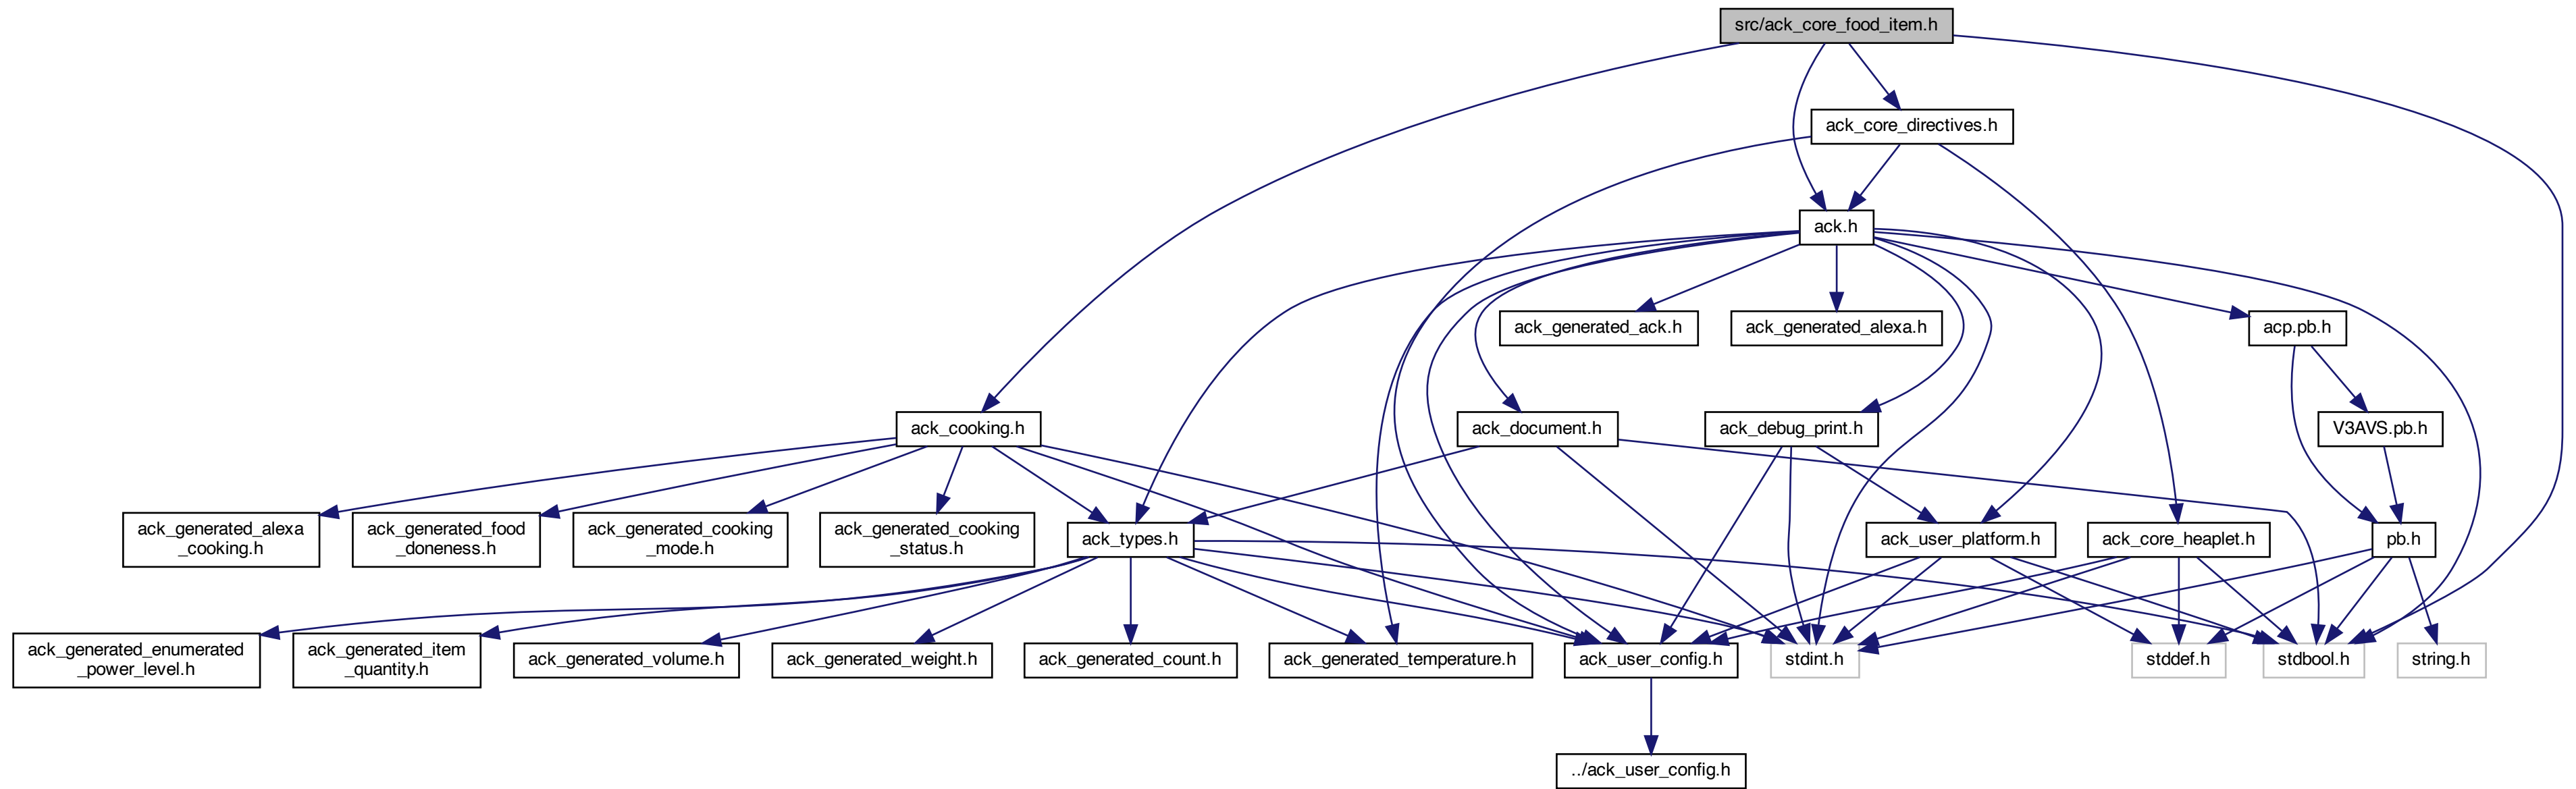 src/ack_core_food_item.h
ack_core_directives.h
ack.h
ack_generated_ack.h
ack_generated_alexa.h
acp.pb.h
ack_cooking.h
ack_document.h
ack_debug_print.h
V3AVS.pb.h
ack_generated_alexa
_cooking.h
ack_generated_food
_doneness.h
ack_generated_cooking
_mode.h
ack_generated_cooking
_status.h
ack_types.h
ack_user_platform.h
ack_core_heaplet.h
pb.h
ack_generated_enumerated
_power_level.h
ack_generated_item
_quantity.h
ack_generated_volume.h
ack_generated_weight.h
ack_generated_count.h
ack_generated_temperature.h
ack_user_config.h
stdint.h
stddef.h
stdbool.h
string.h
../ack_user_config.h